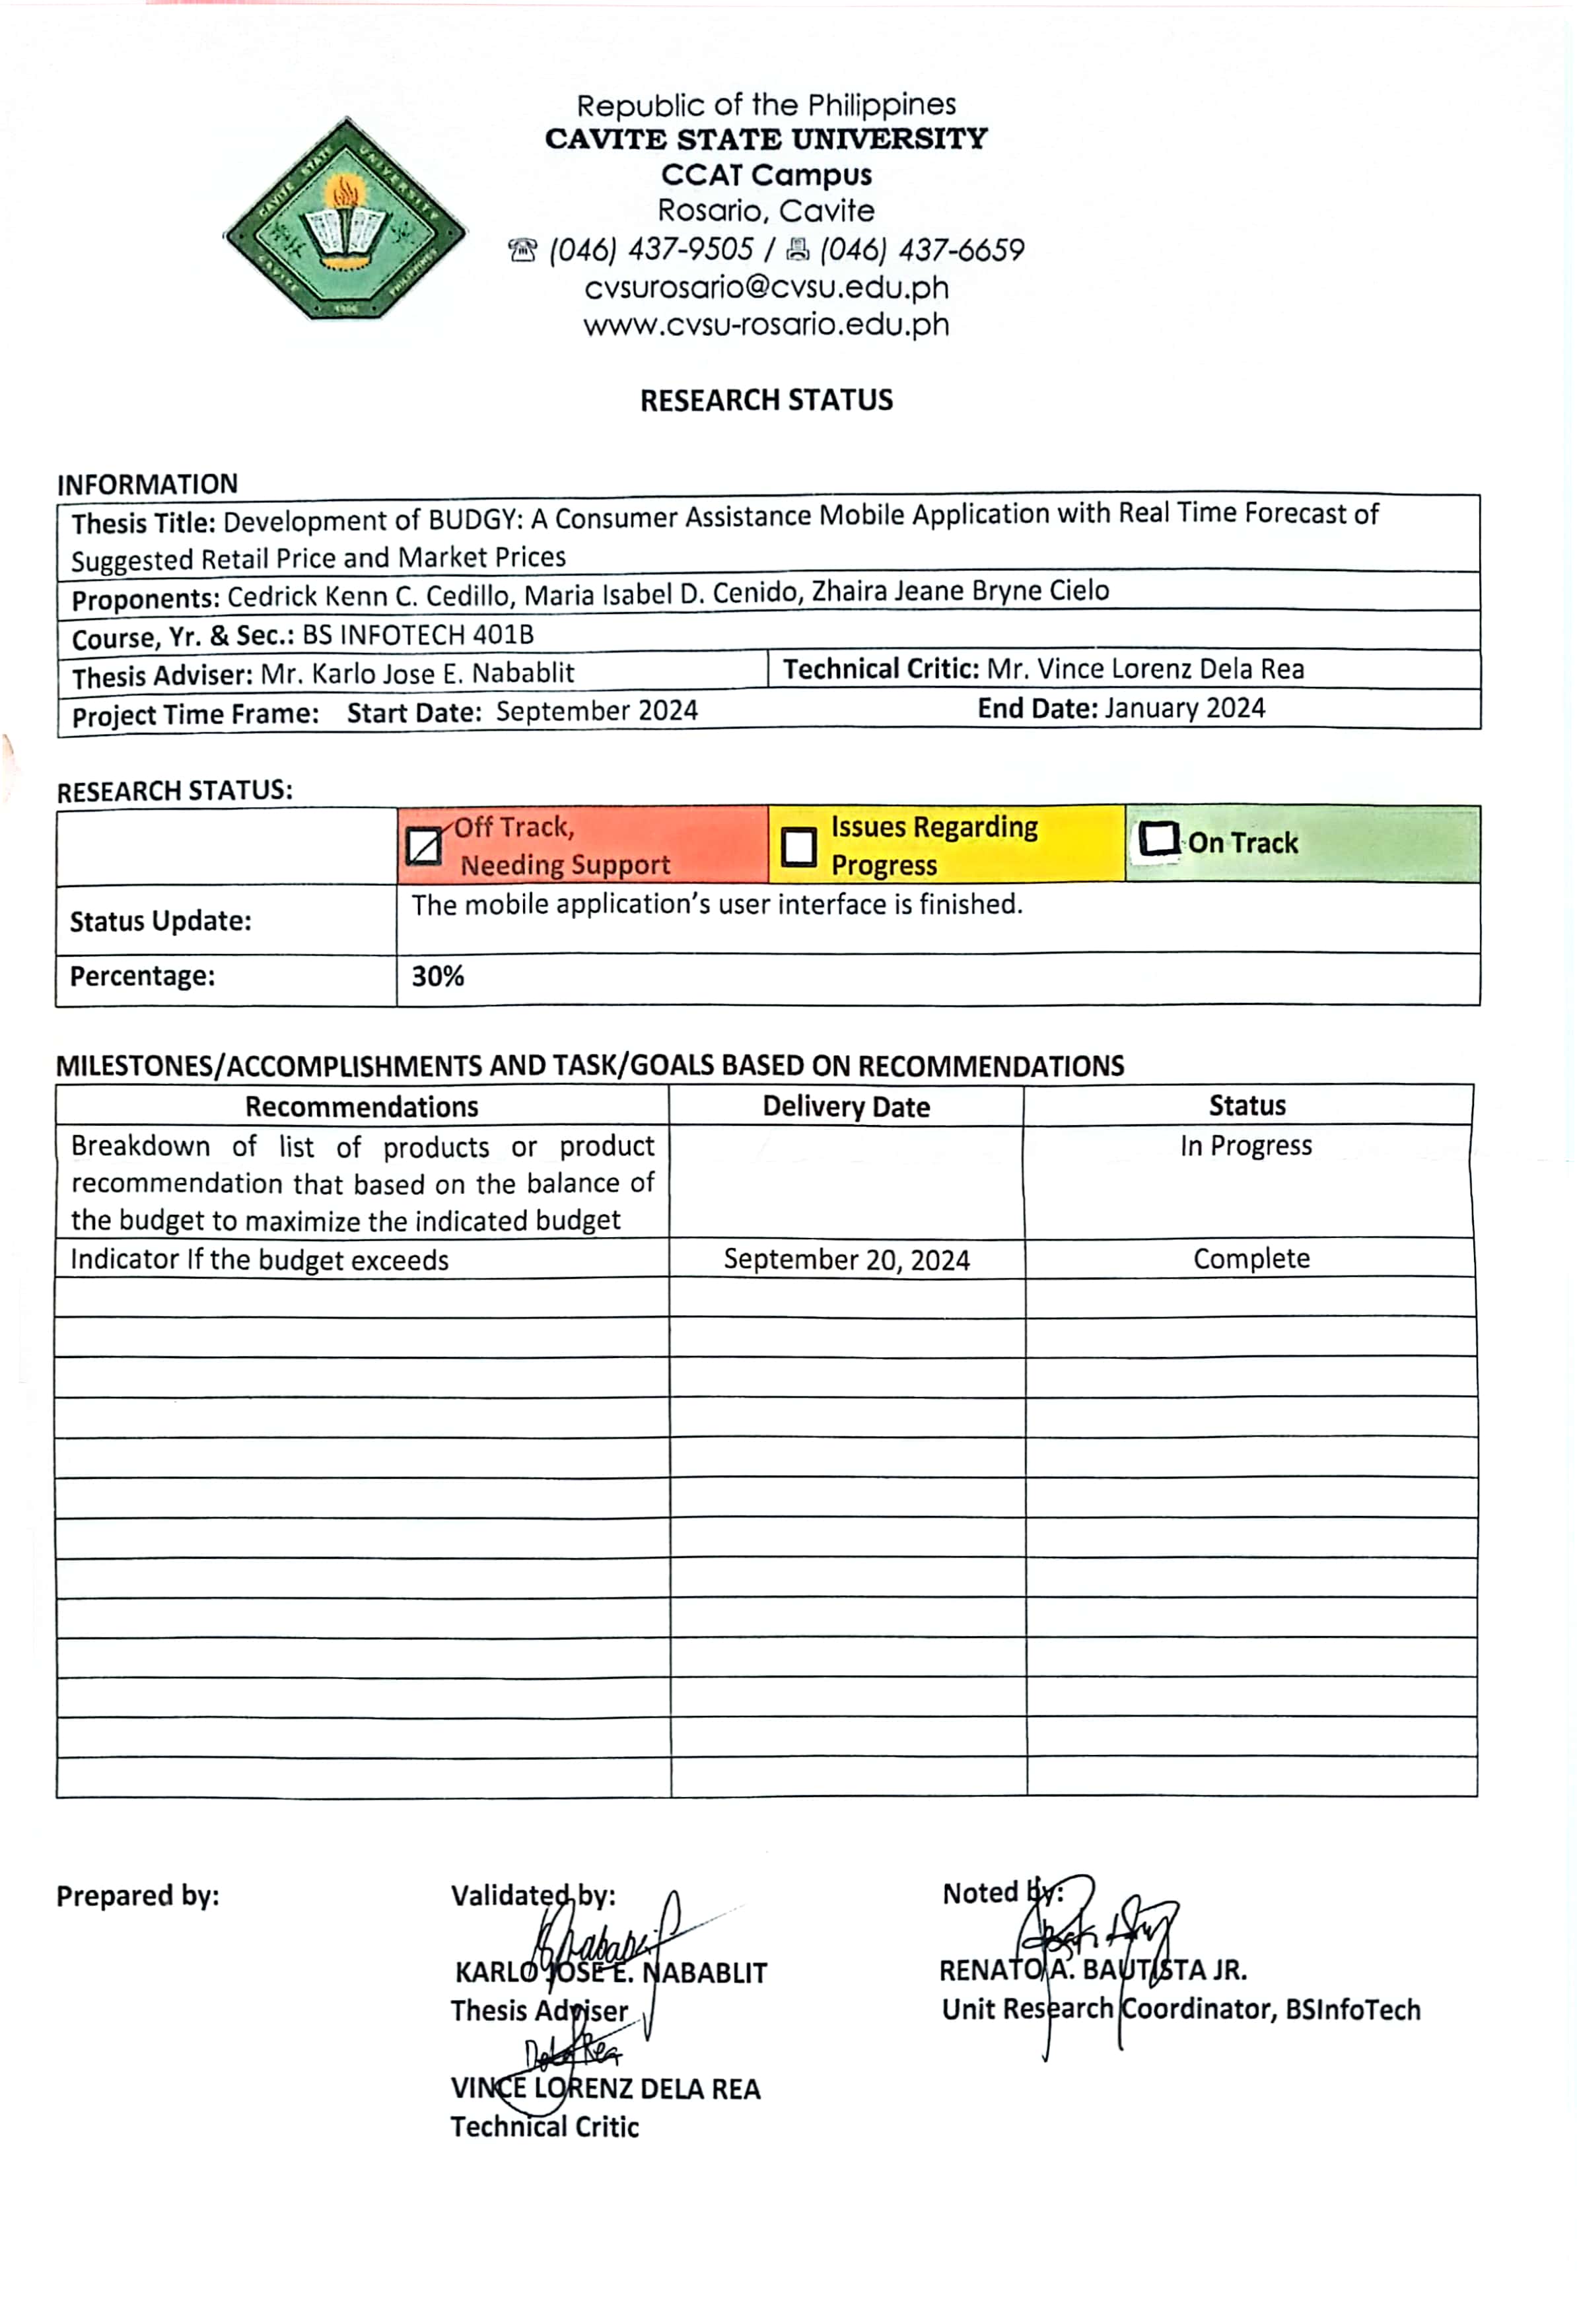 Republic of the Philippines
CAVITE STATE UNIVERSITY
CCAT Campus
Rosario, Cavite
☎ (046) 437-9505 / 🖷 (046) 437-6659
cvsurosario@cvsu.edu.ph
www.cvsu-rosario.edu.ph
CAVITE STATE UNIVERSITY
CAVITE 1906 PHILIPPINES
RESEARCH STATUS
INFORMATION
Thesis Title: Development of BUDGY: A Consumer Assistance Mobile Application with Real Time Forecast of
Suggested Retail Price and Market Prices
Proponents: Cedrick Kenn C. Cedillo, Maria Isabel D. Cenido, Zhaira Jeane Bryne Cielo
Course, Yr. & Sec.: BS INFOTECH 401B
Thesis Adviser: Mr. Karlo Jose E. Nabablit Technical Critic: Mr. Vince Lorenz Dela Rea
Project Time Frame: Start Date: September 2024 End Date: January 2024
RESEARCH STATUS:
Off Track,
Needing Support
Issues Regarding
Progress
On Track
Status Update: The mobile application's user interface is finished.
Percentage: 30%
MILESTONES/ACCOMPLISHMENTS AND TASK/GOALS BASED ON RECOMMENDATIONS
Recommendations Delivery Date Status
Breakdown of list of products or product In Progress
recommendation that based on the balance of
the budget to maximize the indicated budget
Indicator If the budget exceeds September 20, 2024 Complete
Prepared by: Validated by: Noted by:
KARLO JOSE E. NABABLIT RENATO A. BAUTISTA JR.
Thesis Adviser Unit Research Coordinator, BSInfoTech
VINCE LORENZ DELA REA
Technical Critic